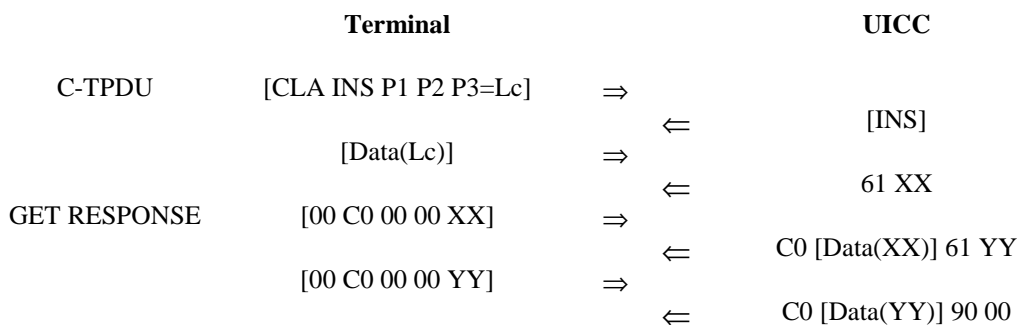 Terminal UICC
C-TPDU [CLA INS P1 P2 P3=Lc] ⇒
⇐ [INS]
[Data(Lc)] ⇒
⇐ 61 XX
GET RESPONSE [00 C0 00 00 XX] ⇒
⇐ C0 [Data(XX)] 61 YY
[00 C0 00 00 YY] ⇒
⇐ C0 [Data(YY)] 90 00